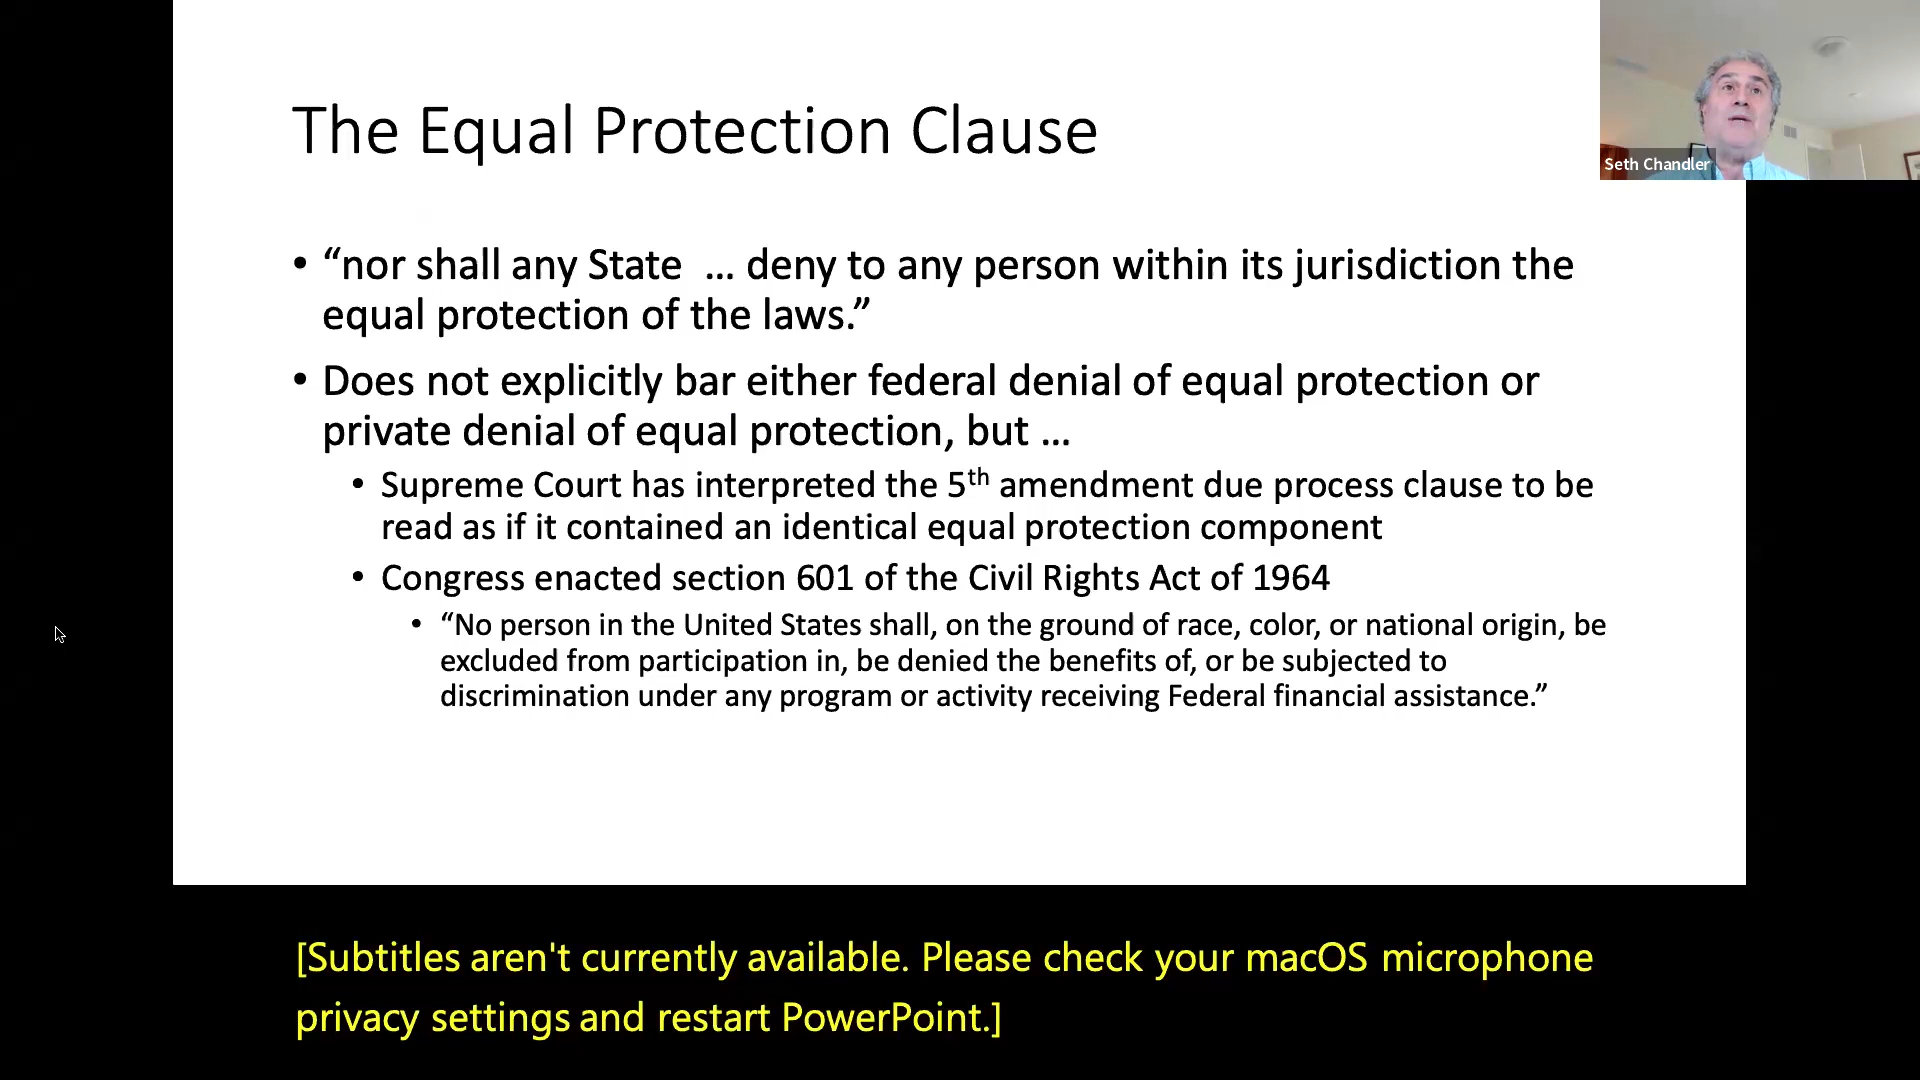 The Equal Protection Clause
Seth Chandler
• “nor shall any State … deny to any person within its jurisdiction the
equal protection of the laws.”
• Does not explicitly bar either federal denial of equal protection or
private denial of equal protection, but …
• Supreme Court has interpreted the 5th amendment due process clause to be
read as if it contained an identical equal protection component
• Congress enacted section 601 of the Civil Rights Act of 1964
• “No person in the United States shall, on the ground of race, color, or national origin, be
excluded from participation in, be denied the benefits of, or be subjected to
discrimination under any program or activity receiving Federal financial assistance.”
[Subtitles aren't currently available. Please check your macOS microphone
privacy settings and restart PowerPoint.]